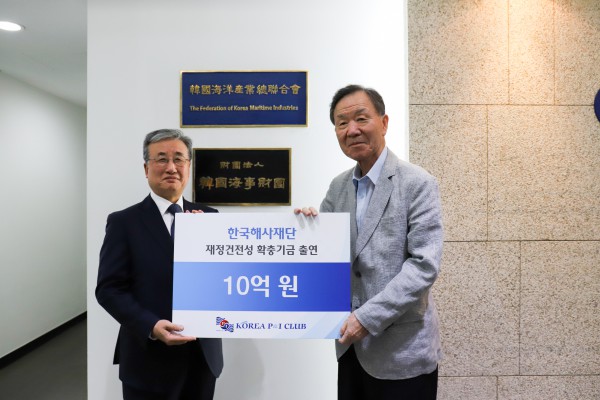 韓國海洋産業總聯合會
The Federation of Korea Maritime Industries
財團法人
韓國海事財團
한국해사재단
재정건전성 확충기금 출연
10억 원
KOREA P&I CLUB